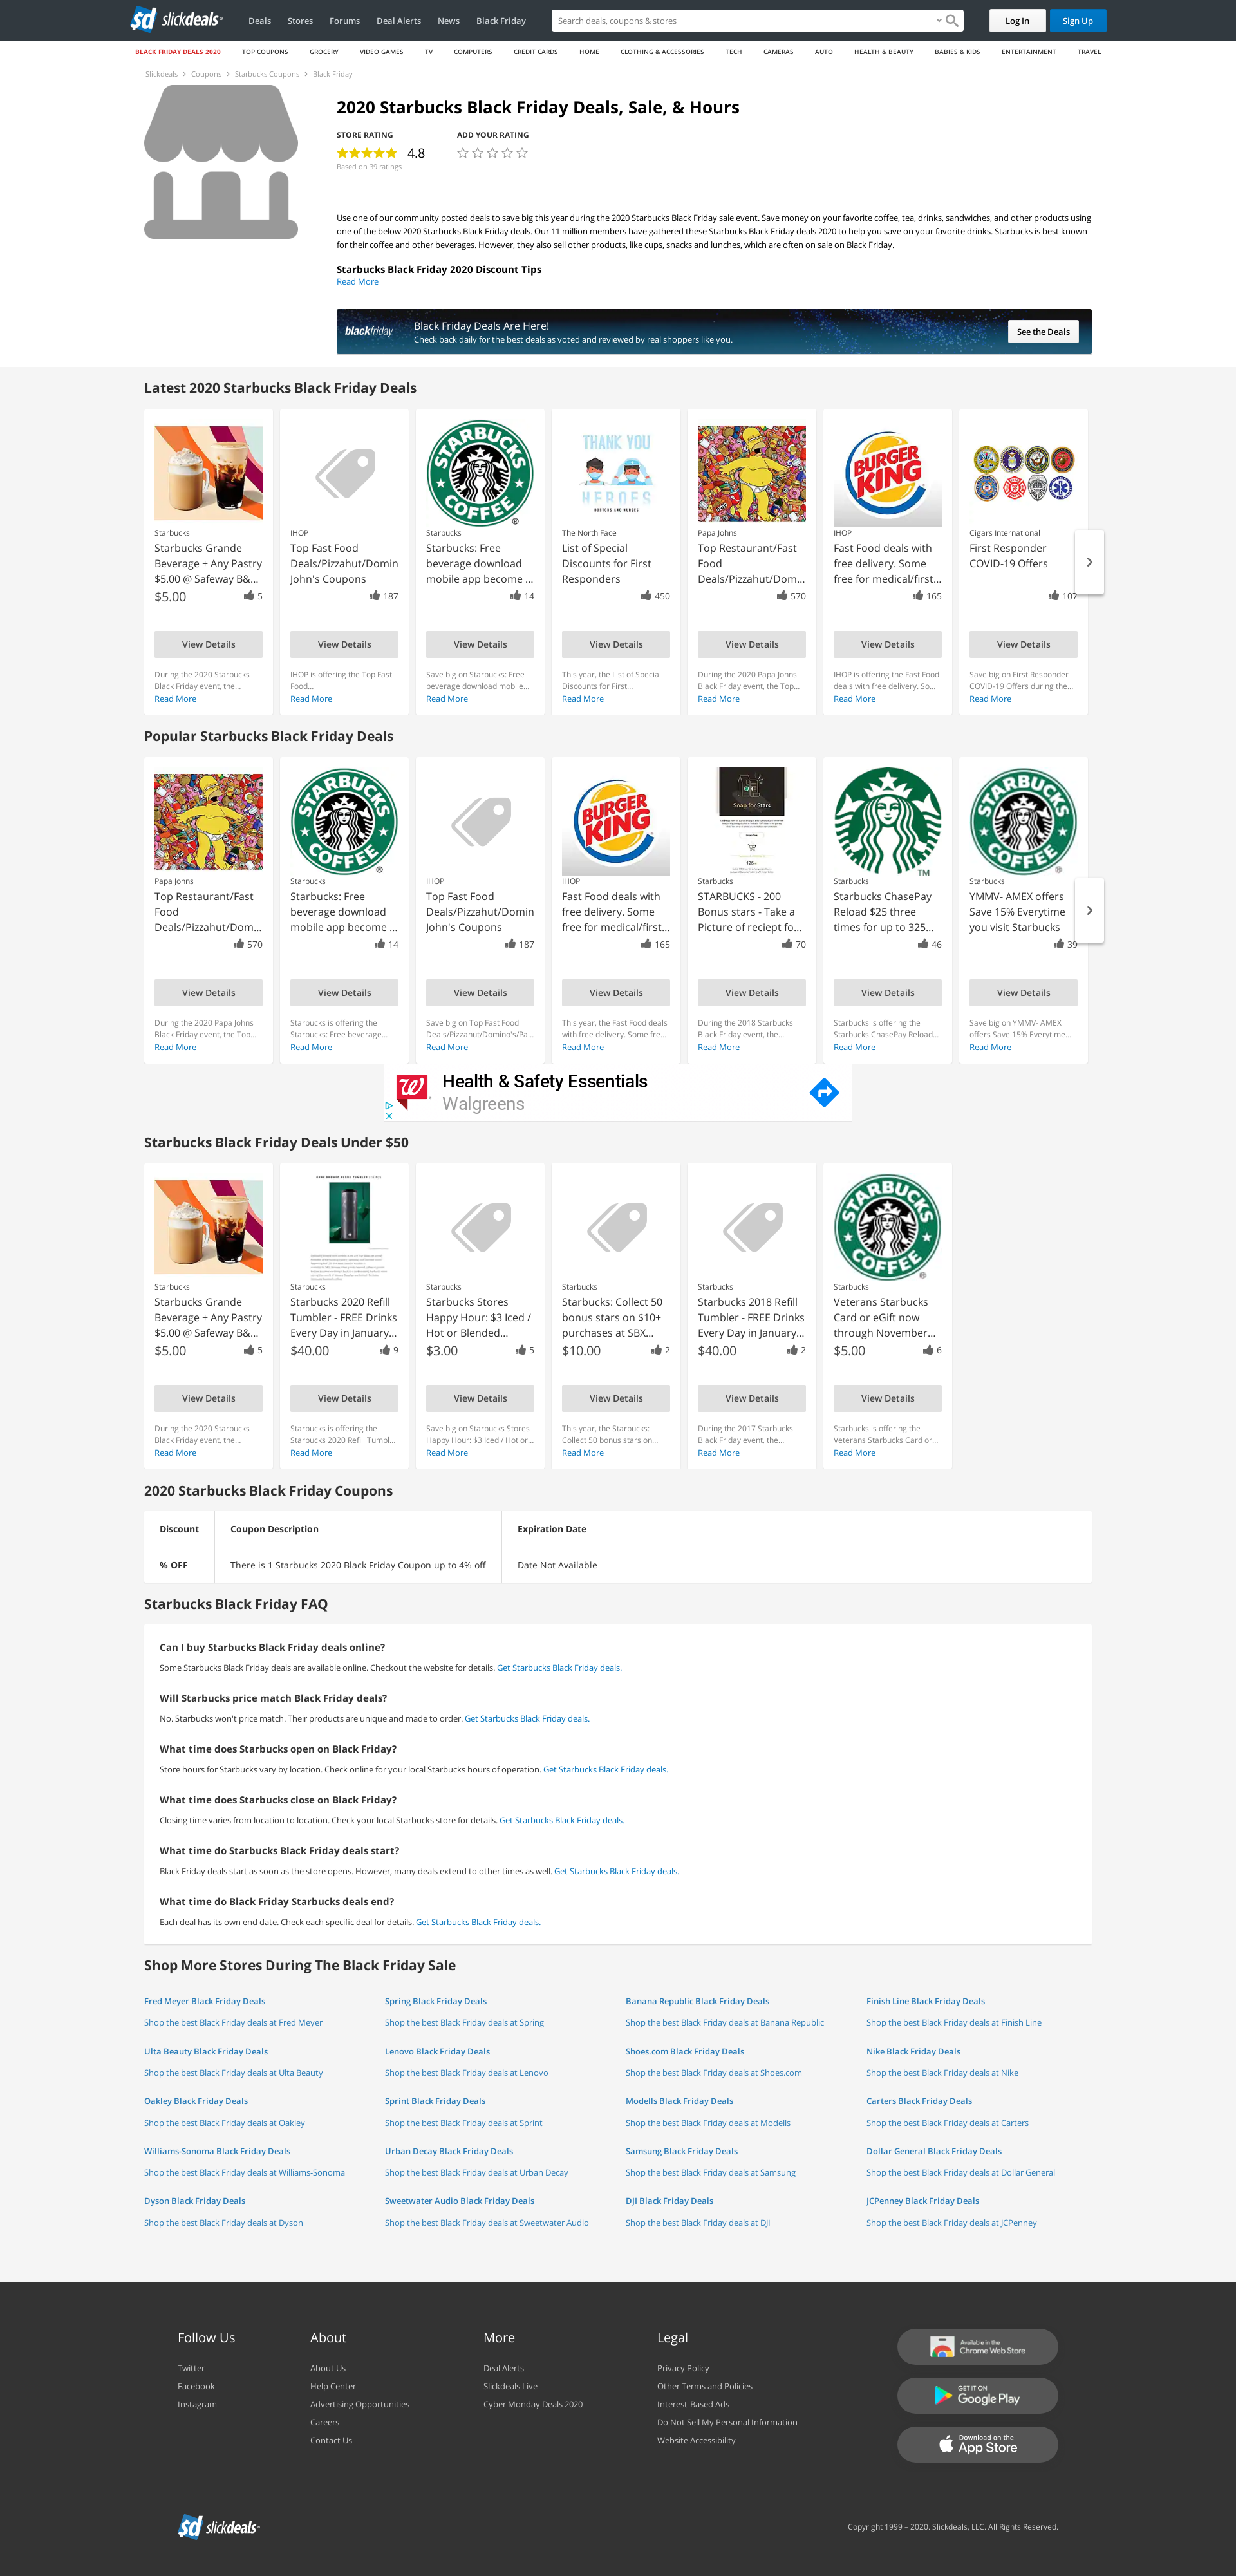 sd slickdeals
Deals Stores Forums Deal Alerts News Black Friday
Search deals, coupons & stores
Log In
Sign Up
BLACK FRIDAY DEALS 2020 TOP COUPONS GROCERY VIDEO GAMES TV COMPUTERS CREDIT CARDS HOME CLOTHING & ACCESSORIES TECH CAMERAS AUTO HEALTH & BEAUTY BABIES & KIDS ENTERTAINMENT TRAVEL
Slickdeals > Coupons > Starbucks Coupons > Black Friday
2020 Starbucks Black Friday Deals, Sale, & Hours
STORE RATING
4.8
Based on 39 ratings
ADD YOUR RATING
Use one of our community posted deals to save big this year during the 2020 Starbucks Black Friday sale event. Save money on your favorite coffee, tea, drinks, sandwiches, and other products using
one of the below 2020 Starbucks Black Friday deals. Our 11 million members have gathered these Starbucks Black Friday deals 2020 to help you save on your favorite drinks. Starbucks is best known
for their coffee and other beverages. However, they also sell other products, like cups, snacks and lunches, which are often on sale on Black Friday.
Starbucks Black Friday 2020 Discount Tips
Read More
blackfriday
Black Friday Deals Are Here!
Check back daily for the best deals as voted and reviewed by real shoppers like you.
See the Deals
Latest 2020 Starbucks Black Friday Deals
Starbucks
Starbucks Grande
Beverage + Any Pastry
$5.00 @ Safeway B&...
$5.00
5
View Details
During the 2020 Starbucks
Black Friday event, the...
Read More
IHOP
Top Fast Food
Deals/Pizzahut/Domin
John's Coupons
187
View Details
IHOP is offering the Top Fast
Food...
Read More
STARBUCKS COFFEE ®
Starbucks
Starbucks: Free
beverage download
mobile app become ...
14
View Details
Save big on Starbucks: Free
beverage download mobile...
Read More
THANK YOU
HEROES
DOCTORS AND NURSES
The North Face
List of Special
Discounts for First
Responders
450
View Details
This year, the List of Special
Discounts for First...
Read More
Papa Johns
Top Restaurant/Fast
Food
Deals/Pizzahut/Dom...
570
View Details
During the 2020 Papa Johns
Black Friday event, the Top...
Read More
BURGER KING
IHOP
Fast Food deals with
free delivery. Some
free for medical/first...
165
View Details
IHOP is offering the Fast Food
deals with free delivery. So...
Read More
Cigars International
First Responder
COVID-19 Offers
107
View Details
Save big on First Responder
COVID-19 Offers during the...
Read More
Popular Starbucks Black Friday Deals
Papa Johns
Top Restaurant/Fast
Food
Deals/Pizzahut/Dom...
570
View Details
During the 2020 Papa Johns
Black Friday event, the Top...
Read More
STARBUCKS COFFEE ®
Starbucks
Starbucks: Free
beverage download
mobile app become ...
14
View Details
Starbucks is offering the
Starbucks: Free beverage...
Read More
IHOP
Top Fast Food
Deals/Pizzahut/Domin
John's Coupons
187
View Details
Save big on Top Fast Food
Deals/Pizzahut/Domino's/Pa...
Read More
BURGER KING
IHOP
Fast Food deals with
free delivery. Some
free for medical/first...
165
View Details
This year, the Fast Food deals
with free delivery. Some fre...
Read More
Snap for Stars
Starbucks
STARBUCKS - 200
Bonus stars - Take a
Picture of reciept fo...
70
View Details
During the 2018 Starbucks
Black Friday event, the...
Read More
TM
Starbucks
Starbucks ChasePay
Reload $25 three
times for up to 325...
46
View Details
Starbucks is offering the
Starbucks ChasePay Reload...
Read More
STARBUCKS COFFEE ®
Starbucks
YMMV- AMEX offers
Save 15% Everytime
you visit Starbucks
39
View Details
Save big on YMMV- AMEX
offers Save 15% Everytime...
Read More
Health & Safety Essentials
Walgreens
Starbucks Black Friday Deals Under $50
Starbucks
Starbucks Grande
Beverage + Any Pastry
$5.00 @ Safeway B&...
$5.00
5
View Details
During the 2020 Starbucks
Black Friday event, the...
Read More
Starbucks
Starbucks 2020 Refill
Tumbler - FREE Drinks
Every Day in January...
$40.00
9
View Details
Starbucks is offering the
Starbucks 2020 Refill Tumbl...
Read More
Starbucks
Starbucks Stores
Happy Hour: $3 Iced /
Hot or Blended...
$3.00
5
View Details
Save big on Starbucks Stores
Happy Hour: $3 Iced / Hot or...
Read More
Starbucks
Starbucks: Collect 50
bonus stars on $10+
purchases at SBX...
$10.00
2
View Details
This year, the Starbucks:
Collect 50 bonus stars on...
Read More
Starbucks
Starbucks 2018 Refill
Tumbler - FREE Drinks
Every Day in January...
$40.00
2
View Details
During the 2017 Starbucks
Black Friday event, the...
Read More
STARBUCKS COFFEE ®
Starbucks
Veterans Starbucks
Card or eGift now
through November...
$5.00
6
View Details
Starbucks is offering the
Veterans Starbucks Card or...
Read More
2020 Starbucks Black Friday Coupons
Discount Coupon Description Expiration Date
% OFF There is 1 Starbucks 2020 Black Friday Coupon up to 4% off Date Not Available
Starbucks Black Friday FAQ
Can I buy Starbucks Black Friday deals online?
Some Starbucks Black Friday deals are available online. Checkout the website for details. Get Starbucks Black Friday deals.
Will Starbucks price match Black Friday deals?
No. Starbucks won't price match. Their products are unique and made to order. Get Starbucks Black Friday deals.
What time does Starbucks open on Black Friday?
Store hours for Starbucks vary by location. Check online for your local Starbucks hours of operation. Get Starbucks Black Friday deals.
What time does Starbucks close on Black Friday?
Closing time varies from location to location. Check your local Starbucks store for details. Get Starbucks Black Friday deals.
What time do Starbucks Black Friday deals start?
Black Friday deals start as soon as the store opens. However, many deals extend to other times as well. Get Starbucks Black Friday deals.
What time do Black Friday Starbucks deals end?
Each deal has its own end date. Check each specific deal for details. Get Starbucks Black Friday deals.
Shop More Stores During The Black Friday Sale
Fred Meyer Black Friday Deals Spring Black Friday Deals Banana Republic Black Friday Deals Finish Line Black Friday Deals
Shop the best Black Friday deals at Fred Meyer Shop the best Black Friday deals at Spring Shop the best Black Friday deals at Banana Republic Shop the best Black Friday deals at Finish Line
Ulta Beauty Black Friday Deals Lenovo Black Friday Deals Shoes.com Black Friday Deals Nike Black Friday Deals
Shop the best Black Friday deals at Ulta Beauty Shop the best Black Friday deals at Lenovo Shop the best Black Friday deals at Shoes.com Shop the best Black Friday deals at Nike
Oakley Black Friday Deals Sprint Black Friday Deals Modells Black Friday Deals Carters Black Friday Deals
Shop the best Black Friday deals at Oakley Shop the best Black Friday deals at Sprint Shop the best Black Friday deals at Modells Shop the best Black Friday deals at Carters
Williams-Sonoma Black Friday Deals Urban Decay Black Friday Deals Samsung Black Friday Deals Dollar General Black Friday Deals
Shop the best Black Friday deals at Williams-Sonoma Shop the best Black Friday deals at Urban Decay Shop the best Black Friday deals at Samsung Shop the best Black Friday deals at Dollar General
Dyson Black Friday Deals Sweetwater Audio Black Friday Deals DJI Black Friday Deals JCPenney Black Friday Deals
Shop the best Black Friday deals at Dyson Shop the best Black Friday deals at Sweetwater Audio Shop the best Black Friday deals at DJI Shop the best Black Friday deals at JCPenney
Follow Us
Twitter
Facebook
Instagram
About
About Us
Help Center
Advertising Opportunities
Careers
Contact Us
More
Deal Alerts
Slickdeals Live
Cyber Monday Deals 2020
Legal
Privacy Policy
Other Terms and Policies
Interest-Based Ads
Do Not Sell My Personal Information
Website Accessibility
Available in the
Chrome Web Store
GET IT ON
Google Play
Download on the
App Store
sd slickdeals
Copyright 1999 – 2020. Slickdeals, LLC. All Rights Reserved.